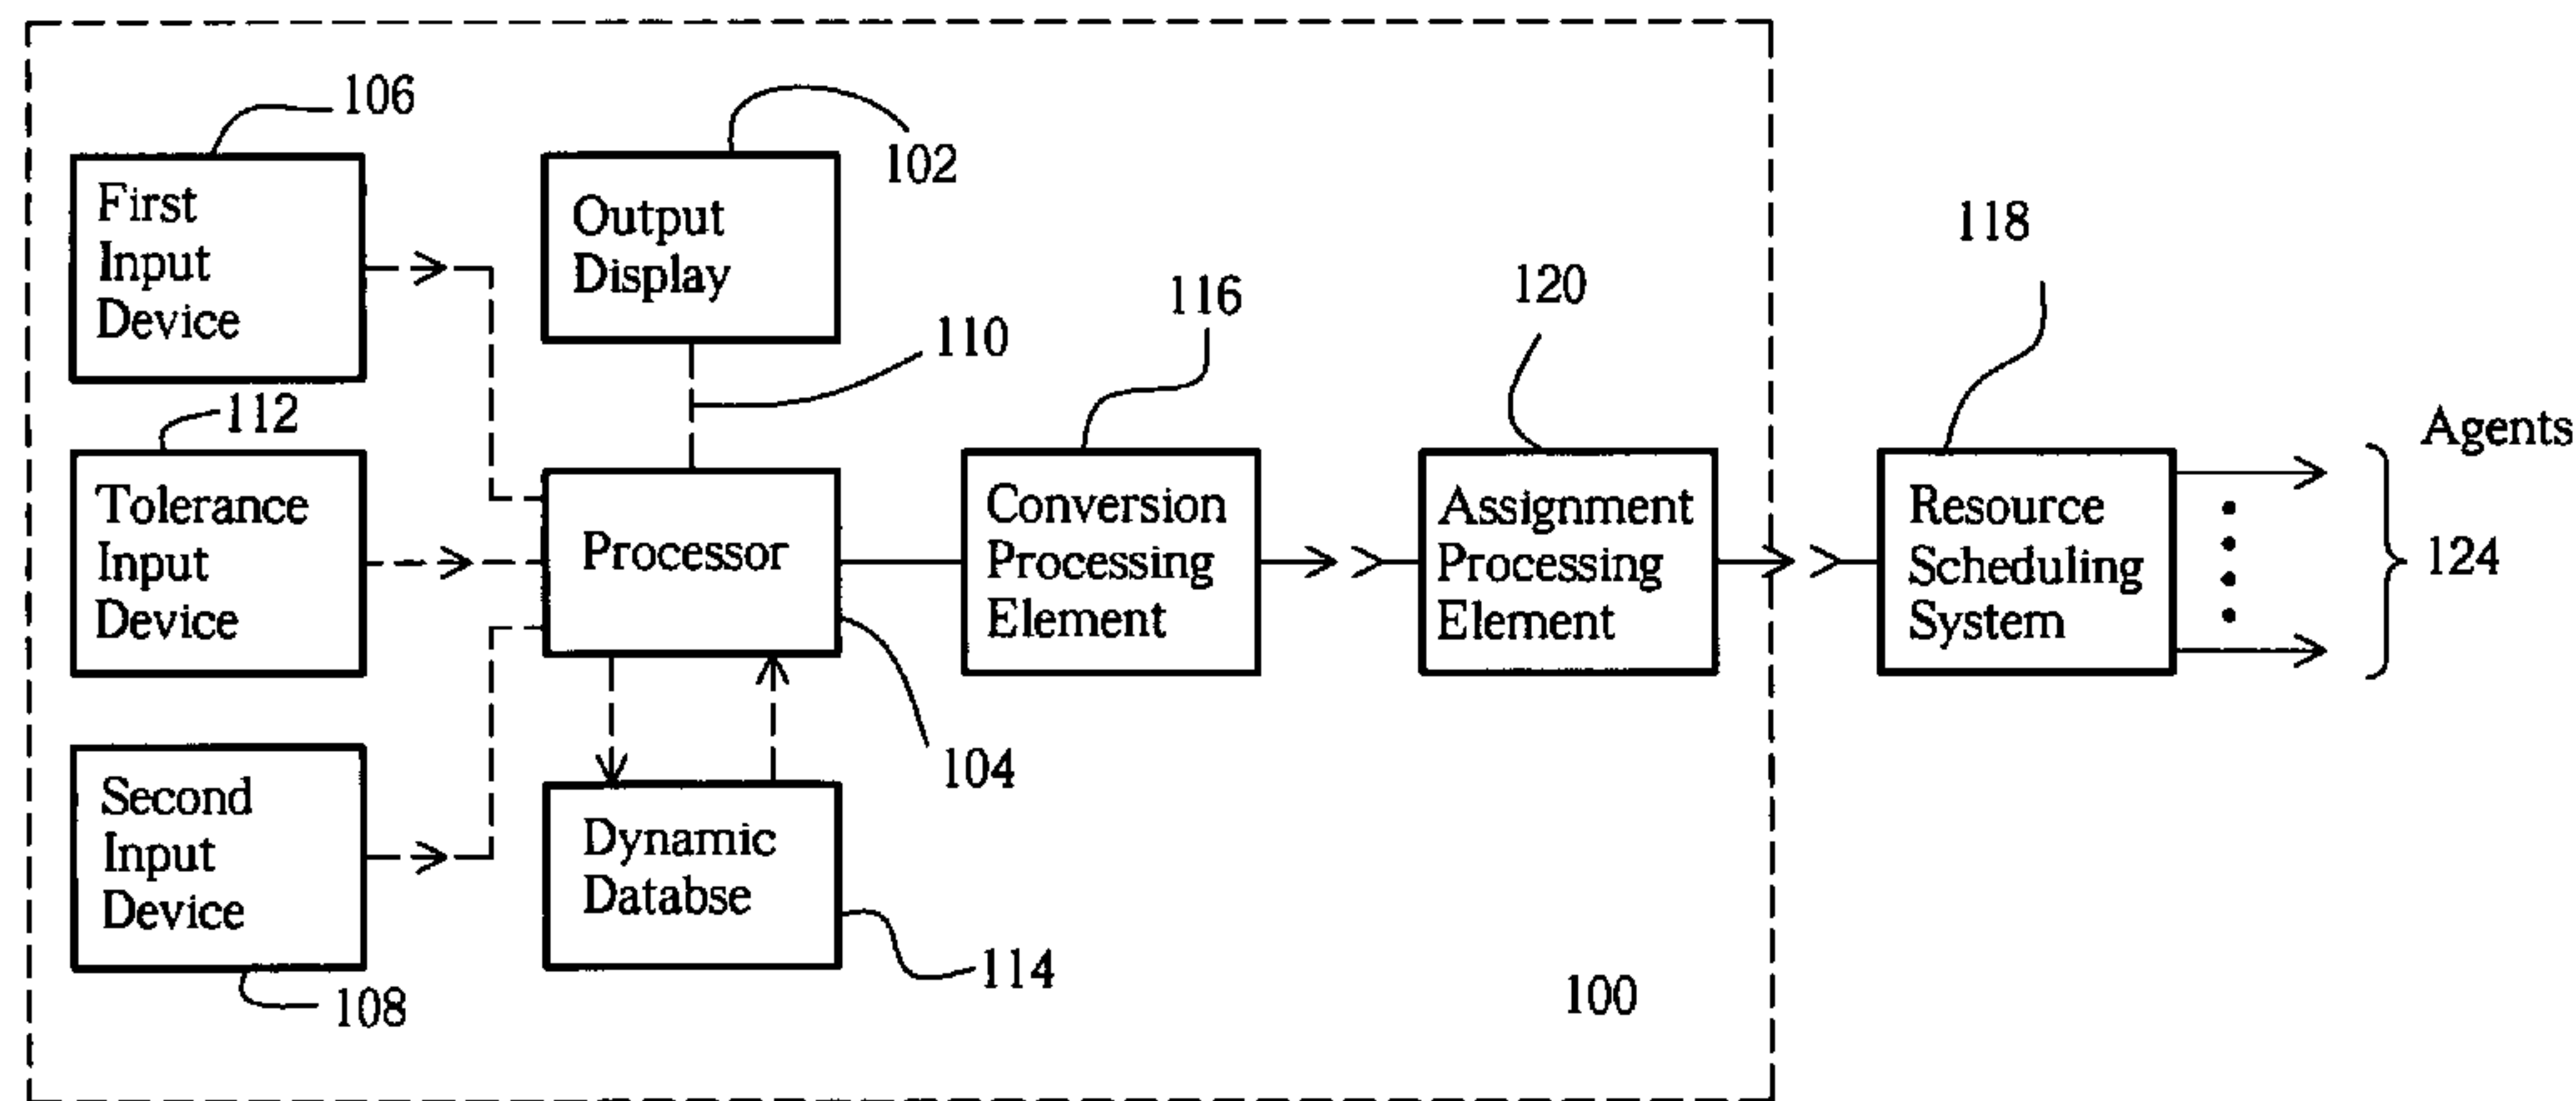 106
First
Input
Device
102
Output
Display
110
112
Tolerance
Input
Device
Processor
104
116
Conversion
Processing
Element
120
Assignment
Processing
Element
118
Resource
Scheduling
System
Agents
124
Second
Input
Device
108
Dynamic
Databse
114
100